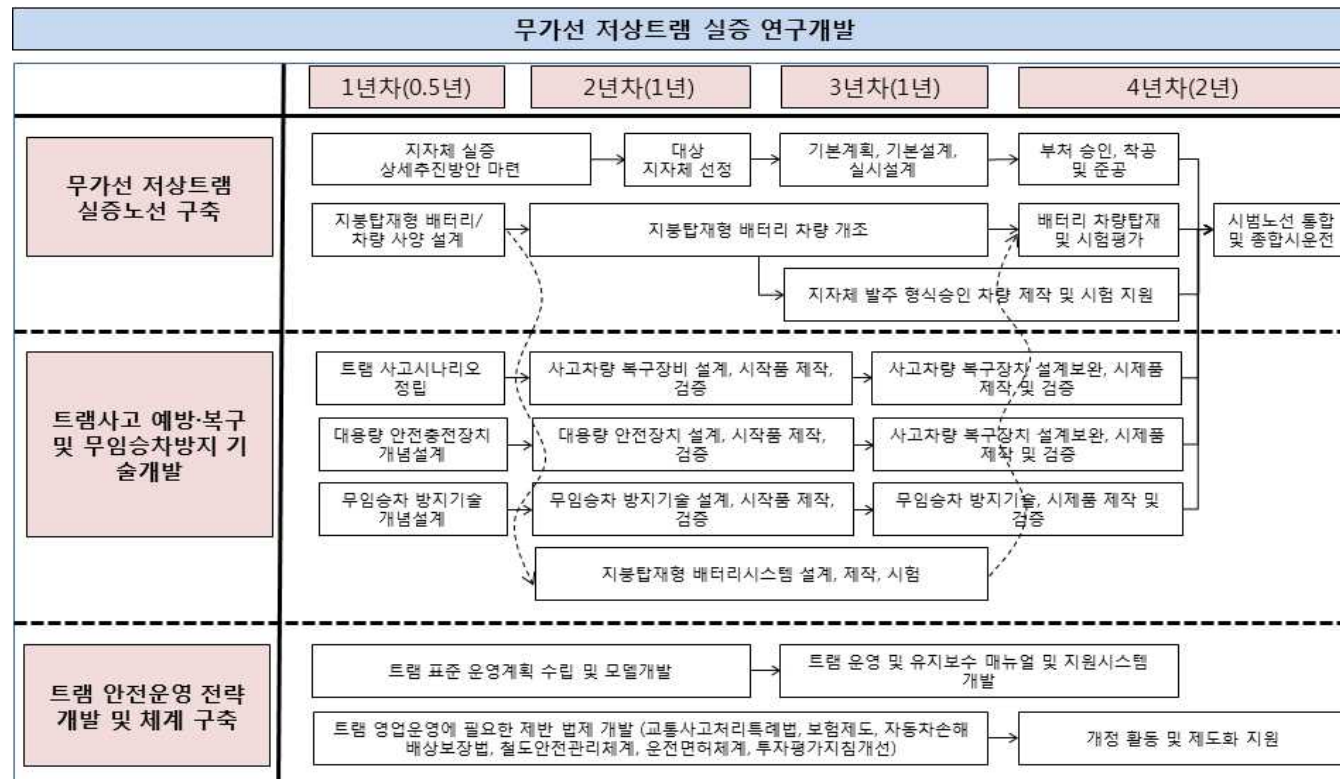 무가선 저상트램 실증 연구개발
1년차(0.5년)
2년차(1년)
3년차(1년)
4년차(2년)
무가선 저상트램
실증노선 구축
지자체 실증
상세추진방안 마련
대상
지자체 선정
기본계획, 기본설계,
실시설계
부처 승인, 착공
및 준공
지붕탑재형 배터리/
차량 사양 설계
지붕탑재형 배터리 차량 개조
배터리 차량탑재
및 시험평가
시범노선 통합
및 종합시운전
지자체 발주 형식승인 차량 제작 및 시험 지원
트램사고 예방·복구
및 무임승차방지 기
술개발
트램 사고시나리오
정립
사고차량 복구장비 설계, 시작품 제작,
검증
사고차량 복구장치 설계보완, 시제품
제작 및 검증
대용량 안전충전장치
개념설계
대용량 안전장치 설계, 시작품 제작,
검증
사고차량 복구장치 설계보완, 시제품
제작 및 검증
무임승차 방지기술
개념설계
무임승차 방지기술 설계, 시작품 제작,
검증
무임승차 방지기술, 시제품 제작 및
검증
지붕탑재형 배터리시스템 설계, 제작, 시험
트램 안전운영 전략
개발 및 체계 구축
트램 표준 운영계획 수립 및 모델개발
트램 운영 및 유지보수 매뉴얼 및 지원시스템
개발
트램 영업운영에 필요한 제반 법제 개발 (교통사고처리특례법, 보험제도, 자동차손해
배상보장법, 철도안전관리체계, 운전면허체계, 투자평가지침개선)
개정 활동 및 제도화 지원